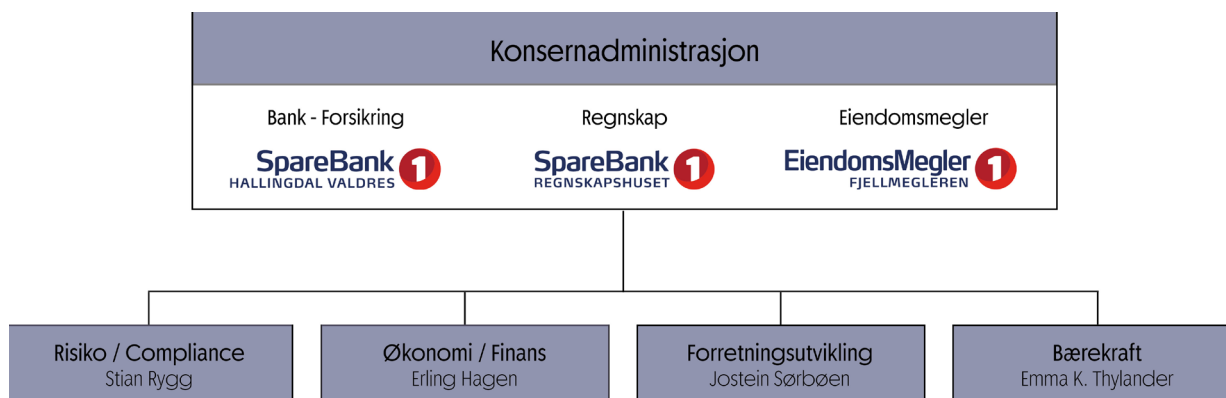 Konsernadministrasjon
Bank - Forsikring
SpareBank 1
HALLINGDAL VALDRES
Regnskap
SpareBank 1
REGNSKAPSHUSET
Eiendomsmegler
EiendomsMegler 1
FJELLMEGLEREN
Risiko / Compliance
Stian Rygg
Økonomi / Finans
Erling Hagen
Forretningsutvikling
Jostein Sørbøen
Bærekraft
Emma K. Thylander